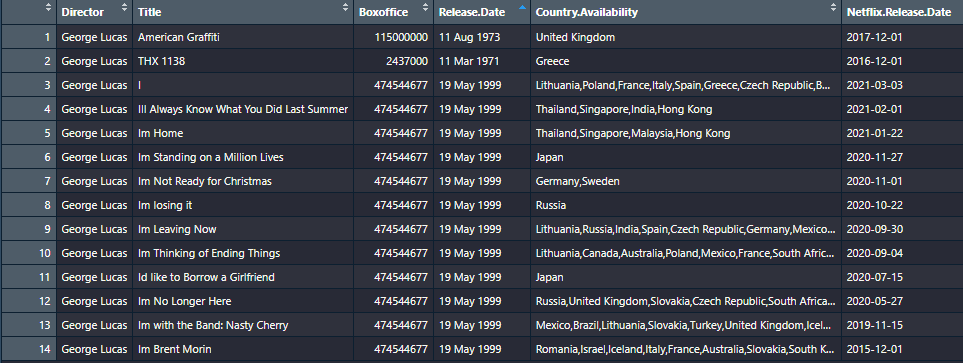 Director Title Boxoffice Release.Date Country.Availability Netflix.Release.Date
1 George Lucas American Graffiti 115000000 11 Aug 1973 United Kingdom 2017-12-01
2 George Lucas THX 1138 2437000 11 Mar 1971 Greece 2016-12-01
3 George Lucas I 474544677 19 May 1999 Lithuania,Poland,France,Italy,Spain,Greece,Czech Republic,B... 2021-03-03
4 George Lucas Ill Always Know What You Did Last Summer 474544677 19 May 1999 Thailand,Singapore,India,Hong Kong 2021-02-01
5 George Lucas Im Home 474544677 19 May 1999 Thailand,Singapore,Malaysia,Hong Kong 2021-01-22
6 George Lucas Im Standing on a Million Lives 474544677 19 May 1999 Japan 2020-11-27
7 George Lucas Im Not Ready for Christmas 474544677 19 May 1999 Germany,Sweden 2020-11-01
8 George Lucas Im losing it 474544677 19 May 1999 Russia 2020-10-22
9 George Lucas Im Leaving Now 474544677 19 May 1999 Lithuania,Russia,India,Spain,Czech Republic,Germany,Mexico... 2020-09-30
10 George Lucas Im Thinking of Ending Things 474544677 19 May 1999 Lithuania,Canada,Australia,Poland,Mexico,France,South Afric... 2020-09-04
11 George Lucas Id like to Borrow a Girlfriend 474544677 19 May 1999 Japan 2020-07-15
12 George Lucas Im No Longer Here 474544677 19 May 1999 Russia,United Kingdom,Slovakia,Czech Republic,South Africa... 2020-05-27
13 George Lucas Im with the Band: Nasty Cherry 474544677 19 May 1999 Mexico,Brazil,Lithuania,Slovakia,Turkey,United Kingdom,Icel... 2019-11-15
14 George Lucas Im Brent Morin 474544677 19 May 1999 Romania,Israel,Iceland,Italy,France,Australia,Slovakia,South K... 2015-12-01